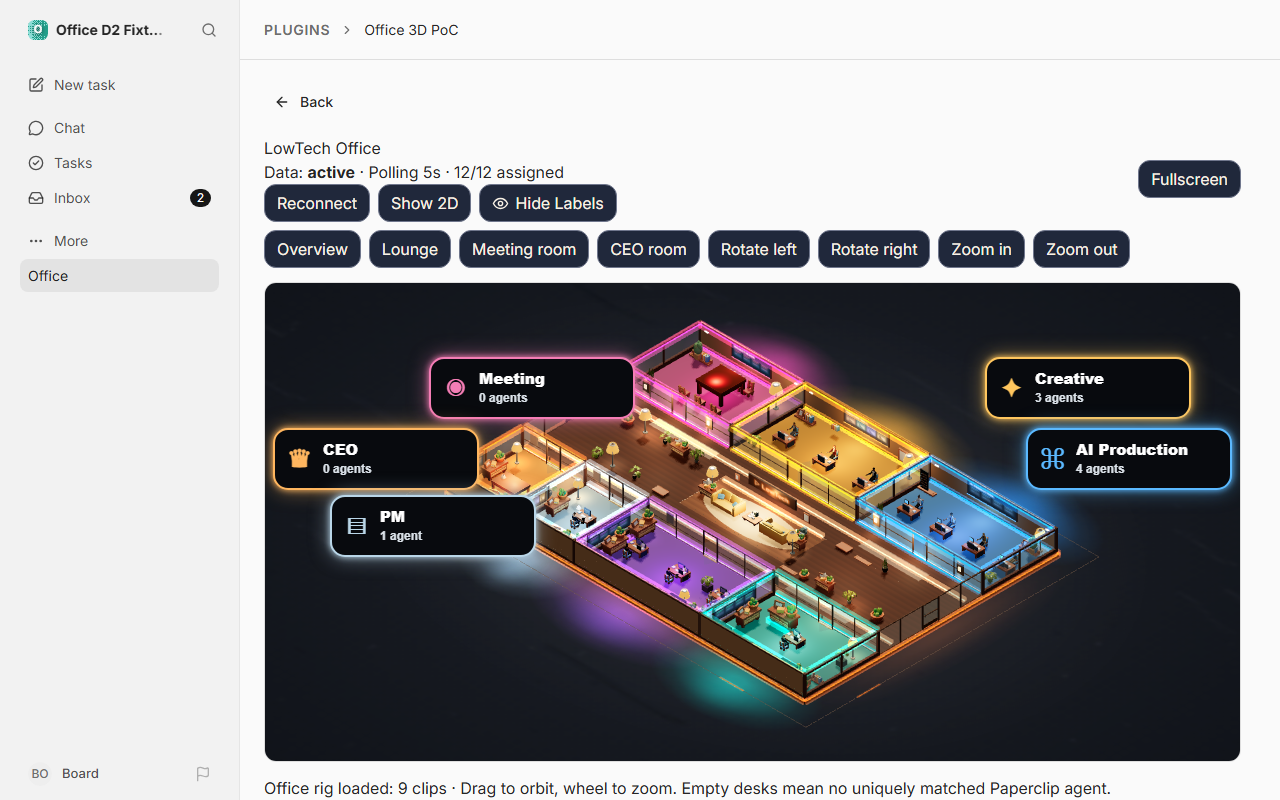 Office D2 Fixt...
New task
Chat
Tasks
Inbox
2
More
Office
BO
Board
PLUGINS
Office 3D PoC
Back
LowTech Office
Data: active · Polling 5s · 12/12 assigned
Fullscreen
Reconnect
Show 2D
Hide Labels
Overview
Lounge
Meeting room
CEO room
Rotate left
Rotate right
Zoom in
Zoom out
Meeting
0 agents
Creative
3 agents
CEO
0 agents
AI Production
4 agents
PM
1 agent
Office rig loaded: 9 clips · Drag to orbit, wheel to zoom. Empty desks mean no uniquely matched Paperclip agent.